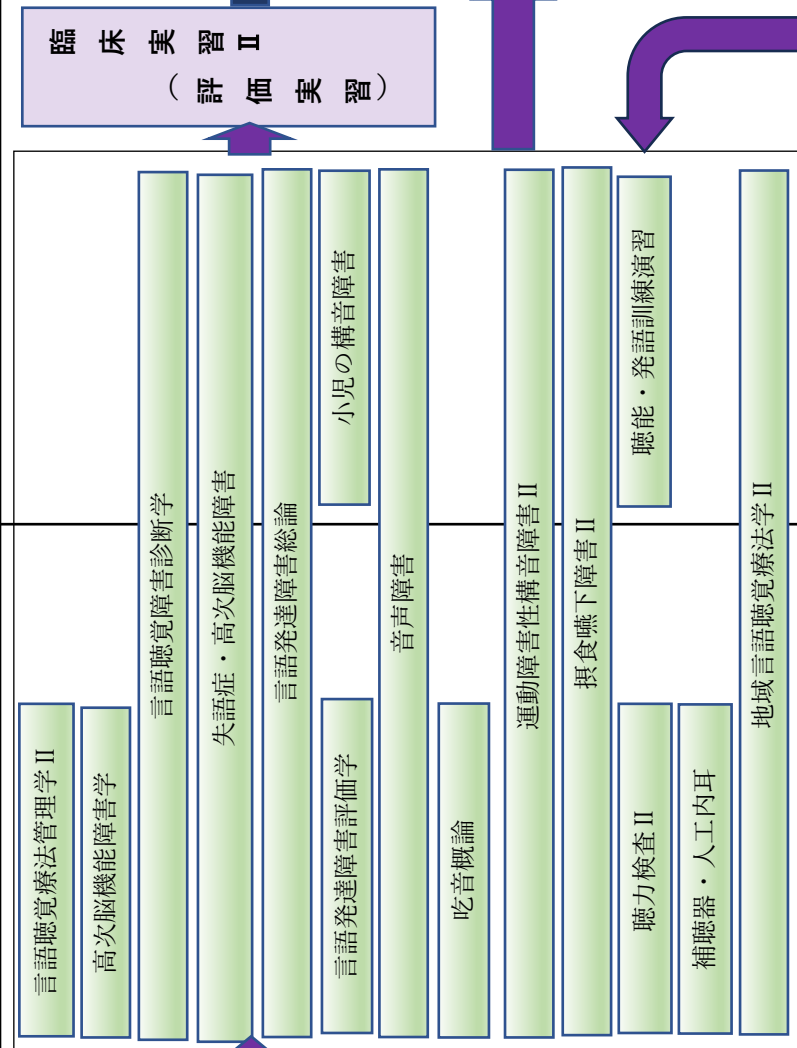 臨床実習Ⅱ
（評価実習）
言語聴覚療法管理学Ⅱ
高次脳機能障害学
言語聴覚障害診断学
失語症・高次脳機能障害
言語発達障害総論
小児の構音障害
言語発達障害評価学
音声障害
吃音概論
運動障害性構音障害Ⅱ
摂食嚥下障害Ⅱ
聴能・発語訓練演習
聴力検査Ⅱ
補聴器・人工内耳
地域言語聴覚療法学Ⅱ